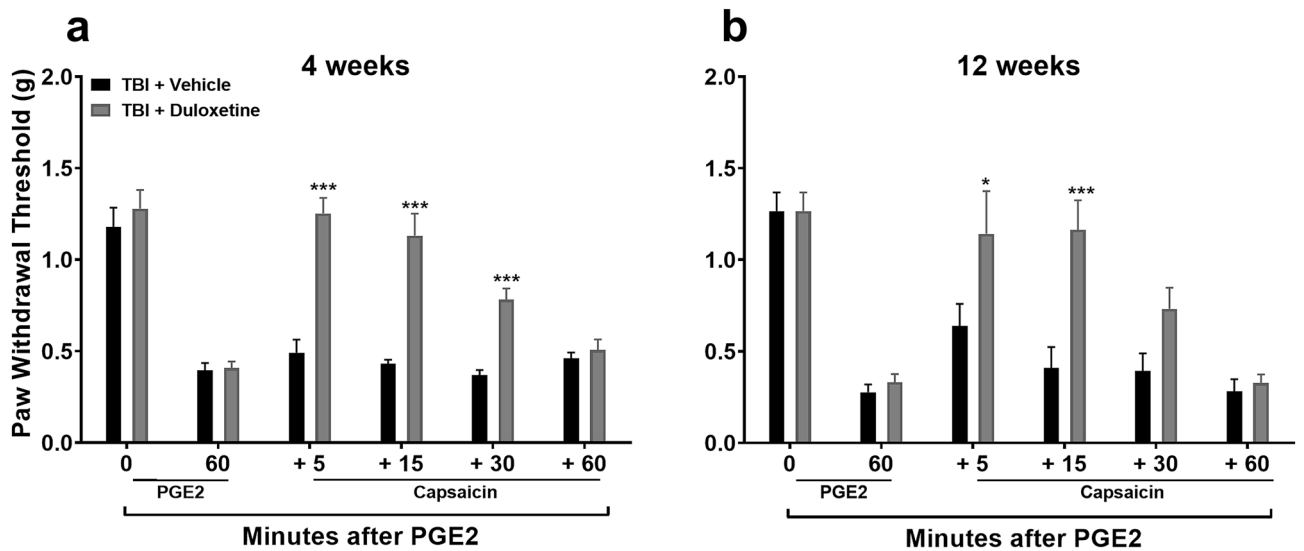 a
4 weeks
Paw Withdrawal Threshold (g)
TBI + Vehicle
TBI + Duloxetine
2.0
1.5
1.0
0.5
0.0
***
***
***
0 60 + 5 + 15 + 30 + 60
PGE2 Capsaicin
Minutes after PGE2
b
12 weeks
2.0
1.5
1.0
0.5
0.0
*
***
0 60 + 5 + 15 + 30 + 60
PGE2 Capsaicin
Minutes after PGE2